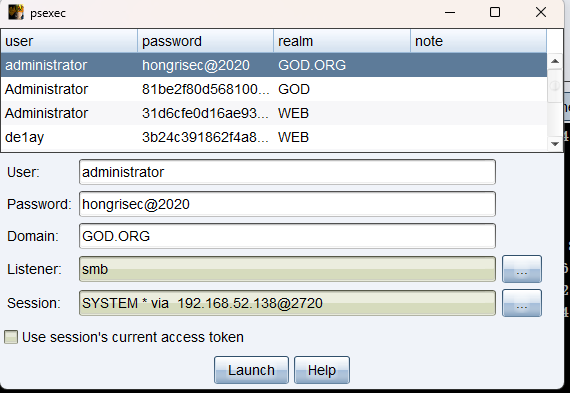 psexec
user password realm note
administrator hongrisec@2020 GOD.ORG
Administrator 81be2f80d568100... GOD
Administrator 31d6cfe0d16ae93... WEB
de1ay 3b24c391862f4a8... WEB
User: administrator
Password: hongrisec@2020
Domain: GOD.ORG
Listener: smb ...
Session: SYSTEM * via 192.168.52.138@2720 ...
Use session's current access token
Launch Help